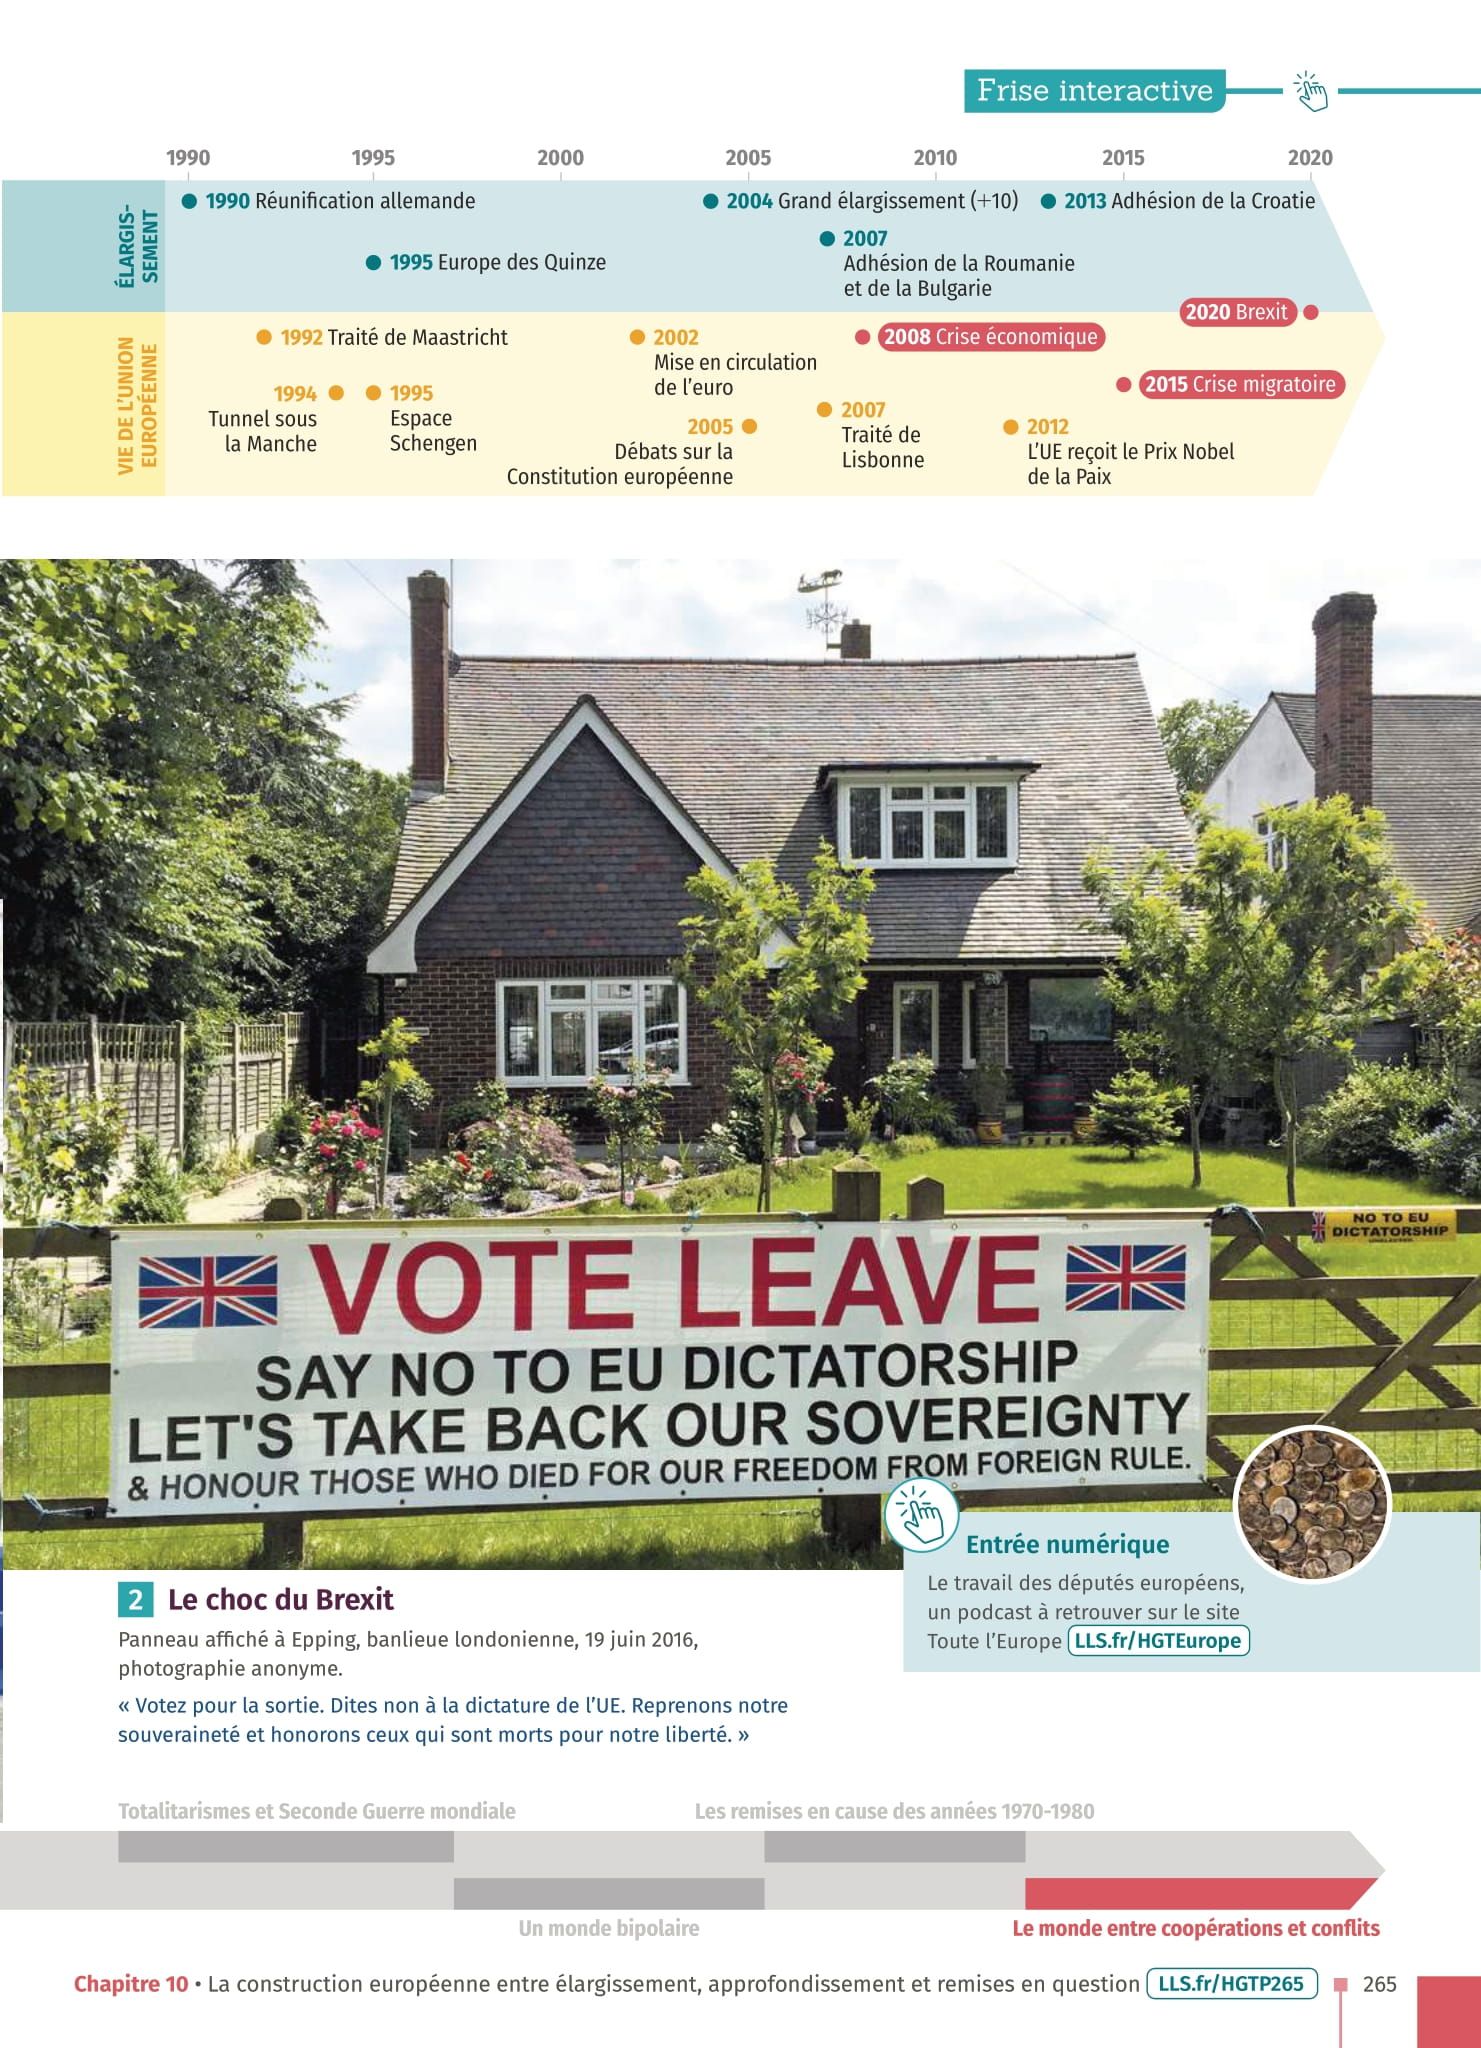 Frise interactive
1990 1995 2000 2005 2010 2015 2020
ÉLARGIS-
SEMENT
1990 Réunification allemande
2004 Grand élargissement (+10)
2013 Adhésion de la Croatie
1995 Europe des Quinze
2007
Adhésion de la Roumanie
et de la Bulgarie
2020 Brexit
VIE DE L'UNION
EUROPÉENNE
1992 Traité de Maastricht
2002
Mise en circulation
de l'euro
2008 Crise économique
2015 Crise migratoire
1994
Tunnel sous
la Manche
1995
Espace
Schengen
2005
Débats sur la
Constitution européenne
2007
Traité de
Lisbonne
2012
L'UE reçoit le Prix Nobel
de la Paix
NO TO EU
DICTATORSHIP
VOTE LEAVE
SAY NO TO EU DICTATORSHIP
LET'S TAKE BACK OUR SOVEREIGNTY
& HONOUR THOSE WHO DIED FOR OUR FREEDOM FROM FOREIGN RULE.
Entrée numérique
Le travail des députés européens,
un podcast à retrouver sur le site
Toute l'Europe LLS.fr/HGTEurope
2 Le choc du Brexit
Panneau affiché à Epping, banlieue londonienne, 19 juin 2016,
photographie anonyme.
« Votez pour la sortie. Dites non à la dictature de l'UE. Reprenons notre
souveraineté et honorons ceux qui sont morts pour notre liberté. »
Totalitarismes et Seconde Guerre mondiale
Les remises en cause des années 1970-1980
Un monde bipolaire
Le monde entre coopérations et conflits
Chapitre 10 • La construction européenne entre élargissement, approfondissement et remises en question LLS.fr/HGTP265
265